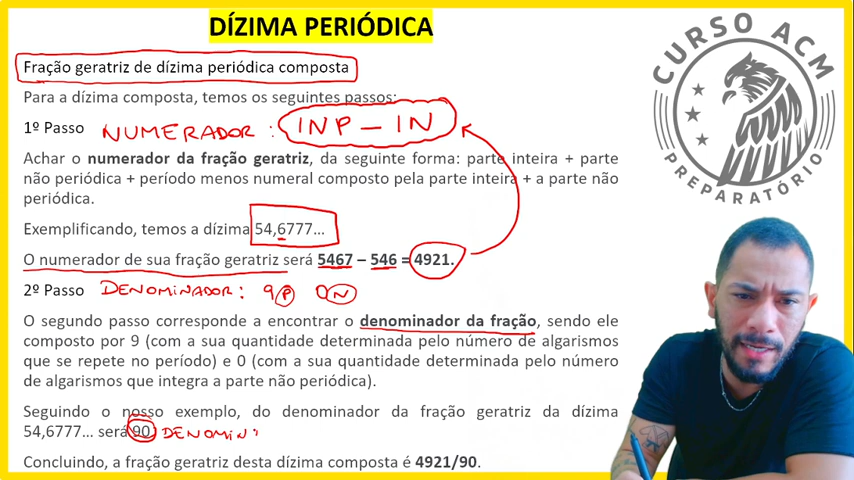 DÍZIMA PERIÓDICA
Fração geratriz de dízima periódica composta
Para a dízima composta, temos os seguintes passos:
1º Passo NUMERADOR : INP – IN
Achar o numerador da fração geratriz, da seguinte forma: parte inteira + parte
não periódica + período menos numeral composto pela parte inteira + a parte não
periódica.
Exemplificando, temos a dízima 54,6777...
O numerador de sua fração geratriz será 5467 – 546 = 4921.
2º Passo DENOMINADOR : 9P 0N
O segundo passo corresponde a encontrar o denominador da fração, sendo ele
composto por 9 (com a sua quantidade determinada pelo número de algarismos
que se repete no período) e 0 (com a sua quantidade determinada pelo número
de algarismos que integra a parte não periódica).
Seguindo o nosso exemplo, do denominador da fração geratriz da dízima
54,6777... será 90 DENOMIN
Concluindo, a fração geratriz desta dízima composta é 4921/90.
CURSO ACM
PREPARATÓRIO